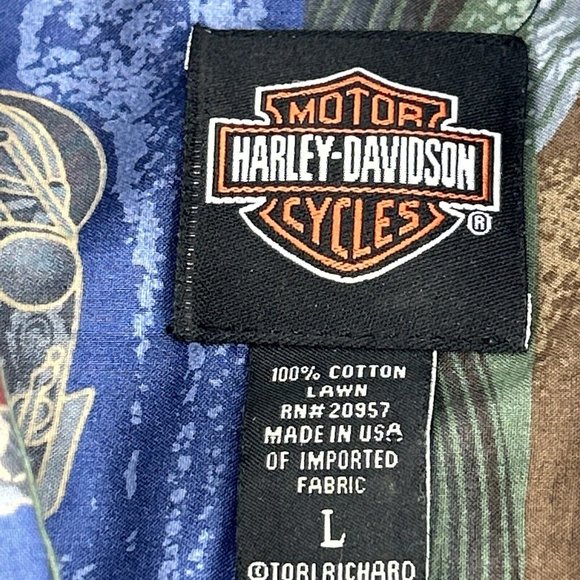 MOTOR
HARLEY-DAVIDSON
CYCLES ®
100% COTTON
LAWN
RN# 20957
MADE IN USA
OF IMPORTED
FABRIC
L
©TORI RICHARD